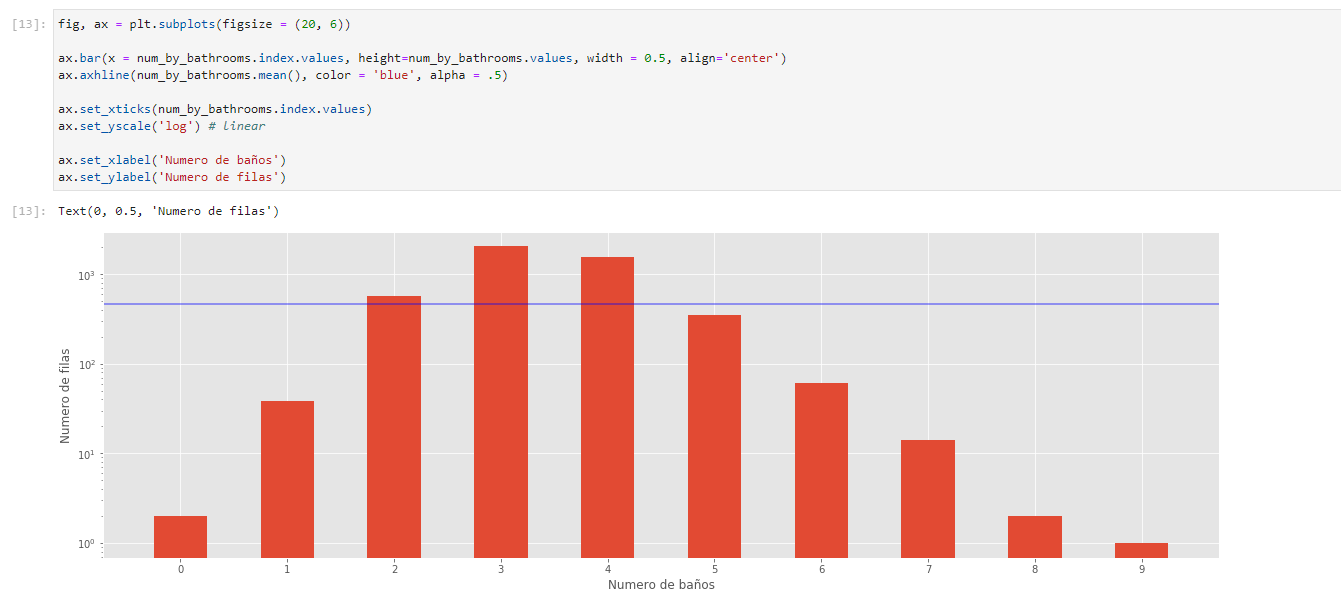 [13]: fig, ax = plt.subplots(figsize = (20, 6))
ax.bar(x = num_by_bathrooms.index.values, height=num_by_bathrooms.values, width = 0.5, align='center')
ax.axhline(num_by_bathrooms.mean(), color = 'blue', alpha = .5)
ax.set_xticks(num_by_bathrooms.index.values)
ax.set_yscale('log') # linear
ax.set_xlabel('Numero de baños')
ax.set_ylabel('Numero de filas')
[13]: Text(0, 0.5, 'Numero de filas')
10³
10²
10¹
10⁰
Numero de filas
0 1 2 3 4 5 6 7 8 9
Numero de baños